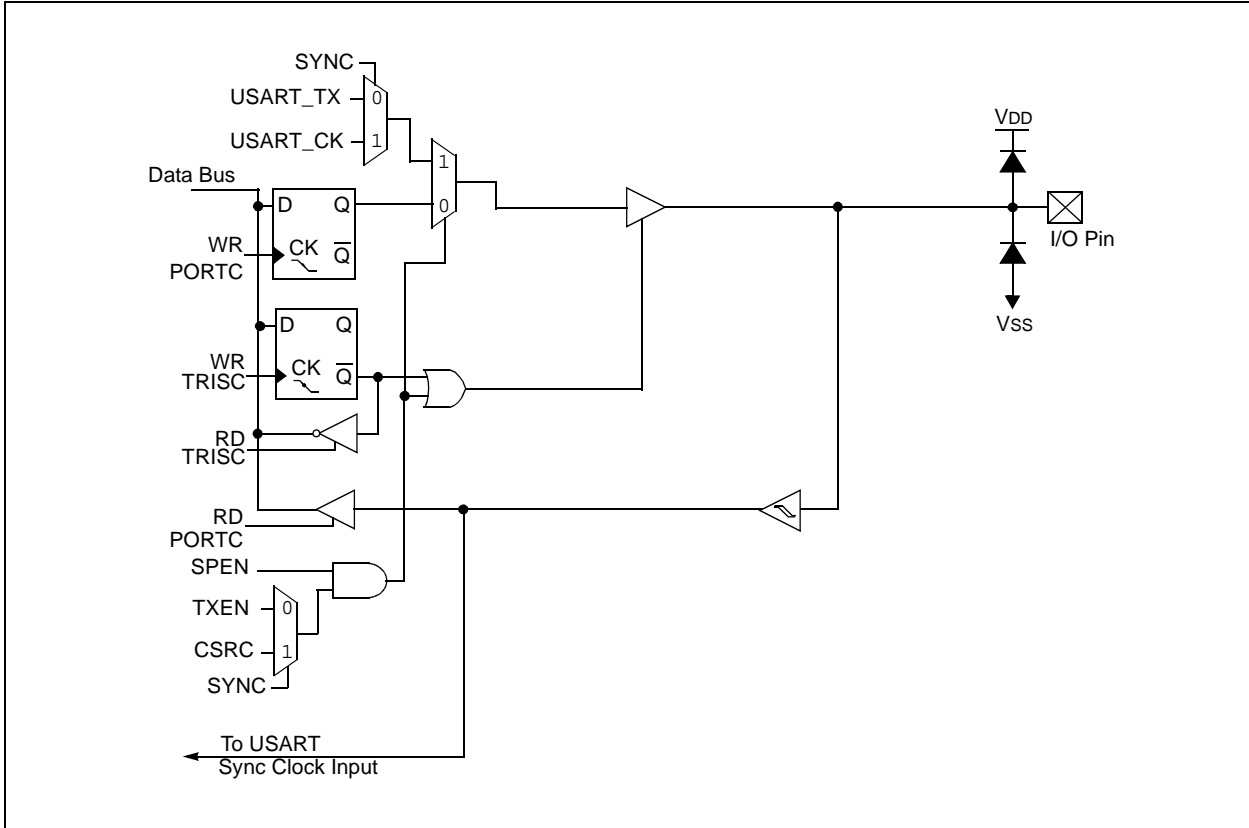 SYNC
USART_TX
0
USART_CK
1
1
0
VDD
I/O Pin
VSS
Data Bus
D
Q
WR
PORTC
CK
Q
D
Q
WR
TRISC
CK
Q
RD
TRISC
RD
PORTC
SPEN
TXEN
0
CSRC
1
SYNC
To USART
Sync Clock Input